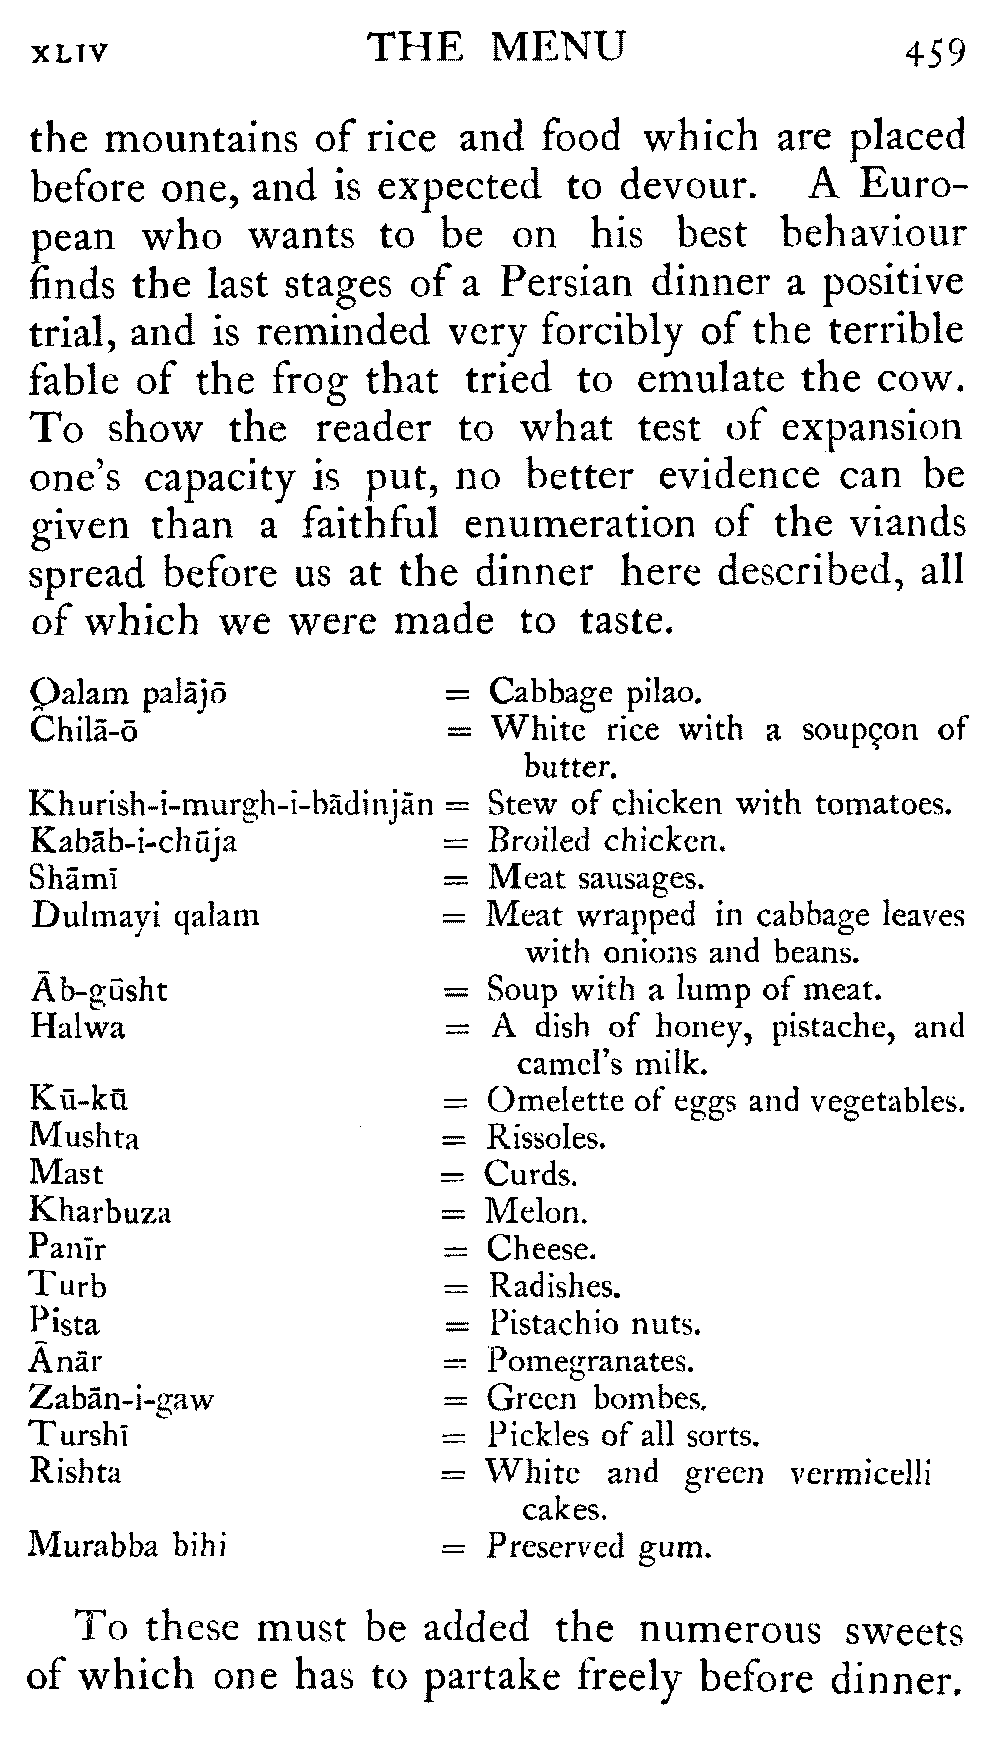 XLIV THE MENU 459
the mountains of rice and food which are placed
before one, and is expected to devour. A Euro-
pean who wants to be on his best behaviour
finds the last stages of a Persian dinner a positive
trial, and is reminded very forcibly of the terrible
fable of the frog that tried to emulate the cow.
To show the reader to what test of expansion
one's capacity is put, no better evidence can be
given than a faithful enumeration of the viands
spread before us at the dinner here described, all
of which we were made to taste.
Qalam palājō = Cabbage pilao.
Chilā-ō = White rice with a soupçon of
butter.
Khurish-i-murgh-i-bādinjān = Stew of chicken with tomatoes.
Kabāb-i-chūja = Broiled chicken.
Shāmī = Meat sausages.
Dulmayi qalam = Meat wrapped in cabbage leaves
with onions and beans.
Āb-gūsht = Soup with a lump of meat.
Halwa = A dish of honey, pistache, and
camel's milk.
Kū-kū = Omelette of eggs and vegetables.
Mushta = Rissoles.
Mast = Curds.
Kharbuza = Melon.
Panīr = Cheese.
Turb = Radishes.
Pista = Pistachio nuts.
Ānār = Pomegranates.
Zabān-i-gaw = Green bombes.
Turshī = Pickles of all sorts.
Rishta = White and green vermicelli
cakes.
Murabba bihi = Preserved gum.
To these must be added the numerous sweets
of which one has to partake freely before dinner.